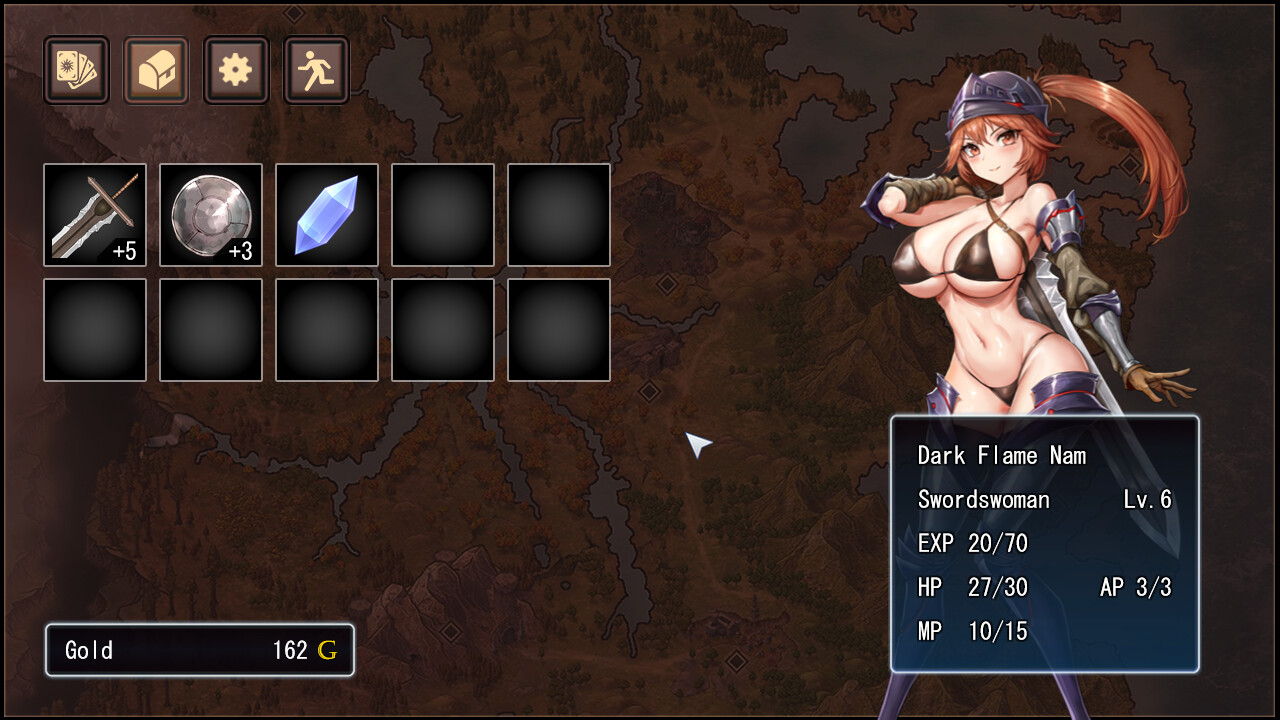 +5
+3
Dark Flame Nam
Swordswoman Lv.6
EXP 20/70
HP 27/30 AP 3/3
MP 10/15
Gold 162 G